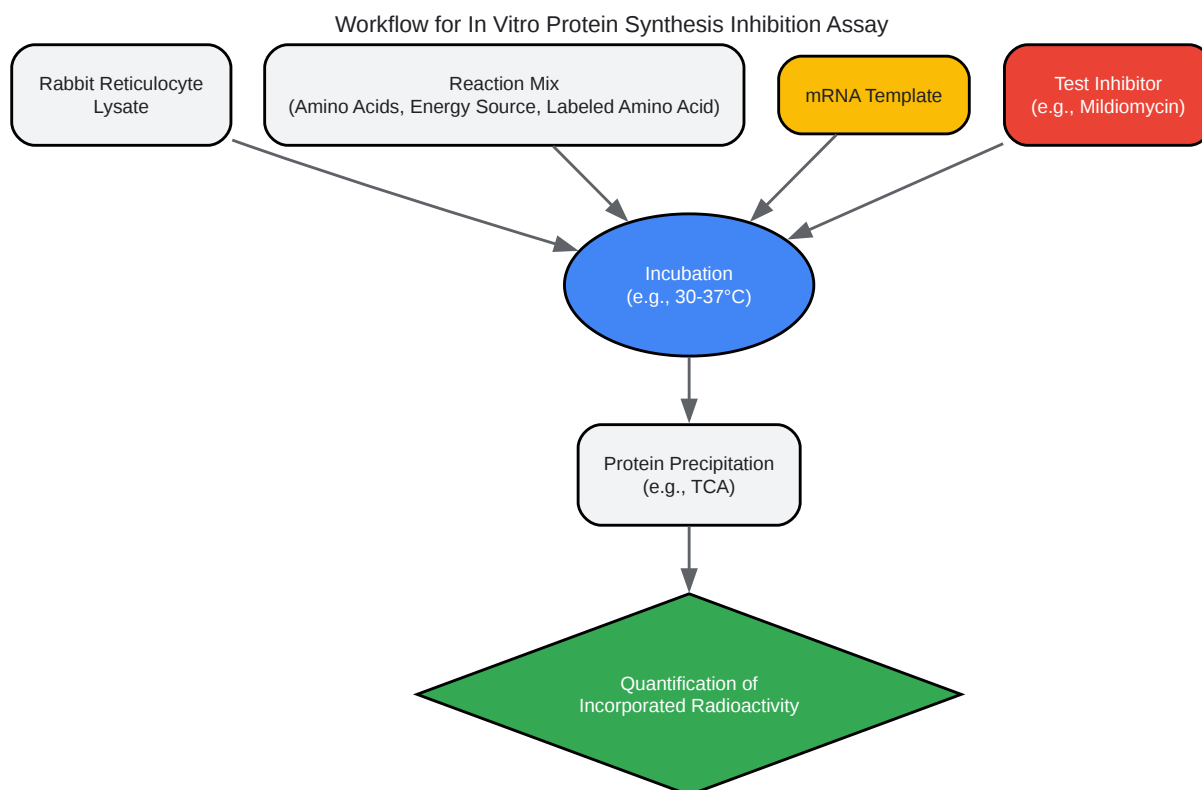 Workflow for In Vitro Protein Synthesis Inhibition Assay
Rabbit Reticulocyte
Lysate
Reaction Mix
(Amino Acids, Energy Source, Labeled Amino Acid)
mRNA Template
Test Inhibitor
(e.g., Mildiomycin)
Incubation
(e.g., 30-37°C)
Protein Precipitation
(e.g., TCA)
Quantification of
Incorporated Radioactivity